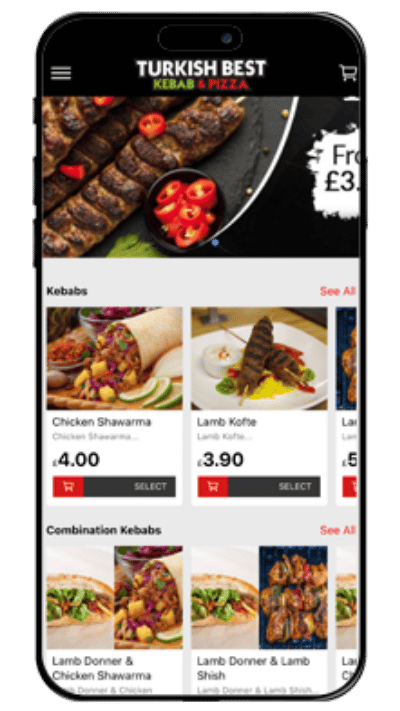 TURKISH BEST
KEBAB & PIZZA
Fro
£3.
Kebabs
See All
Chicken Shawarma
Chicken Shawarma...
£4.00
SELECT
Lamb Kofte
Lamb Kofte...
£3.90
SELECT
La
La
£5
Combination Kebabs
See All
Lamb Donner &
Chicken Shawarma
Lamb Donner & Chicken
Lamb Donner & Lamb
Shish
Lamb Donner & Lamb Shish...
La